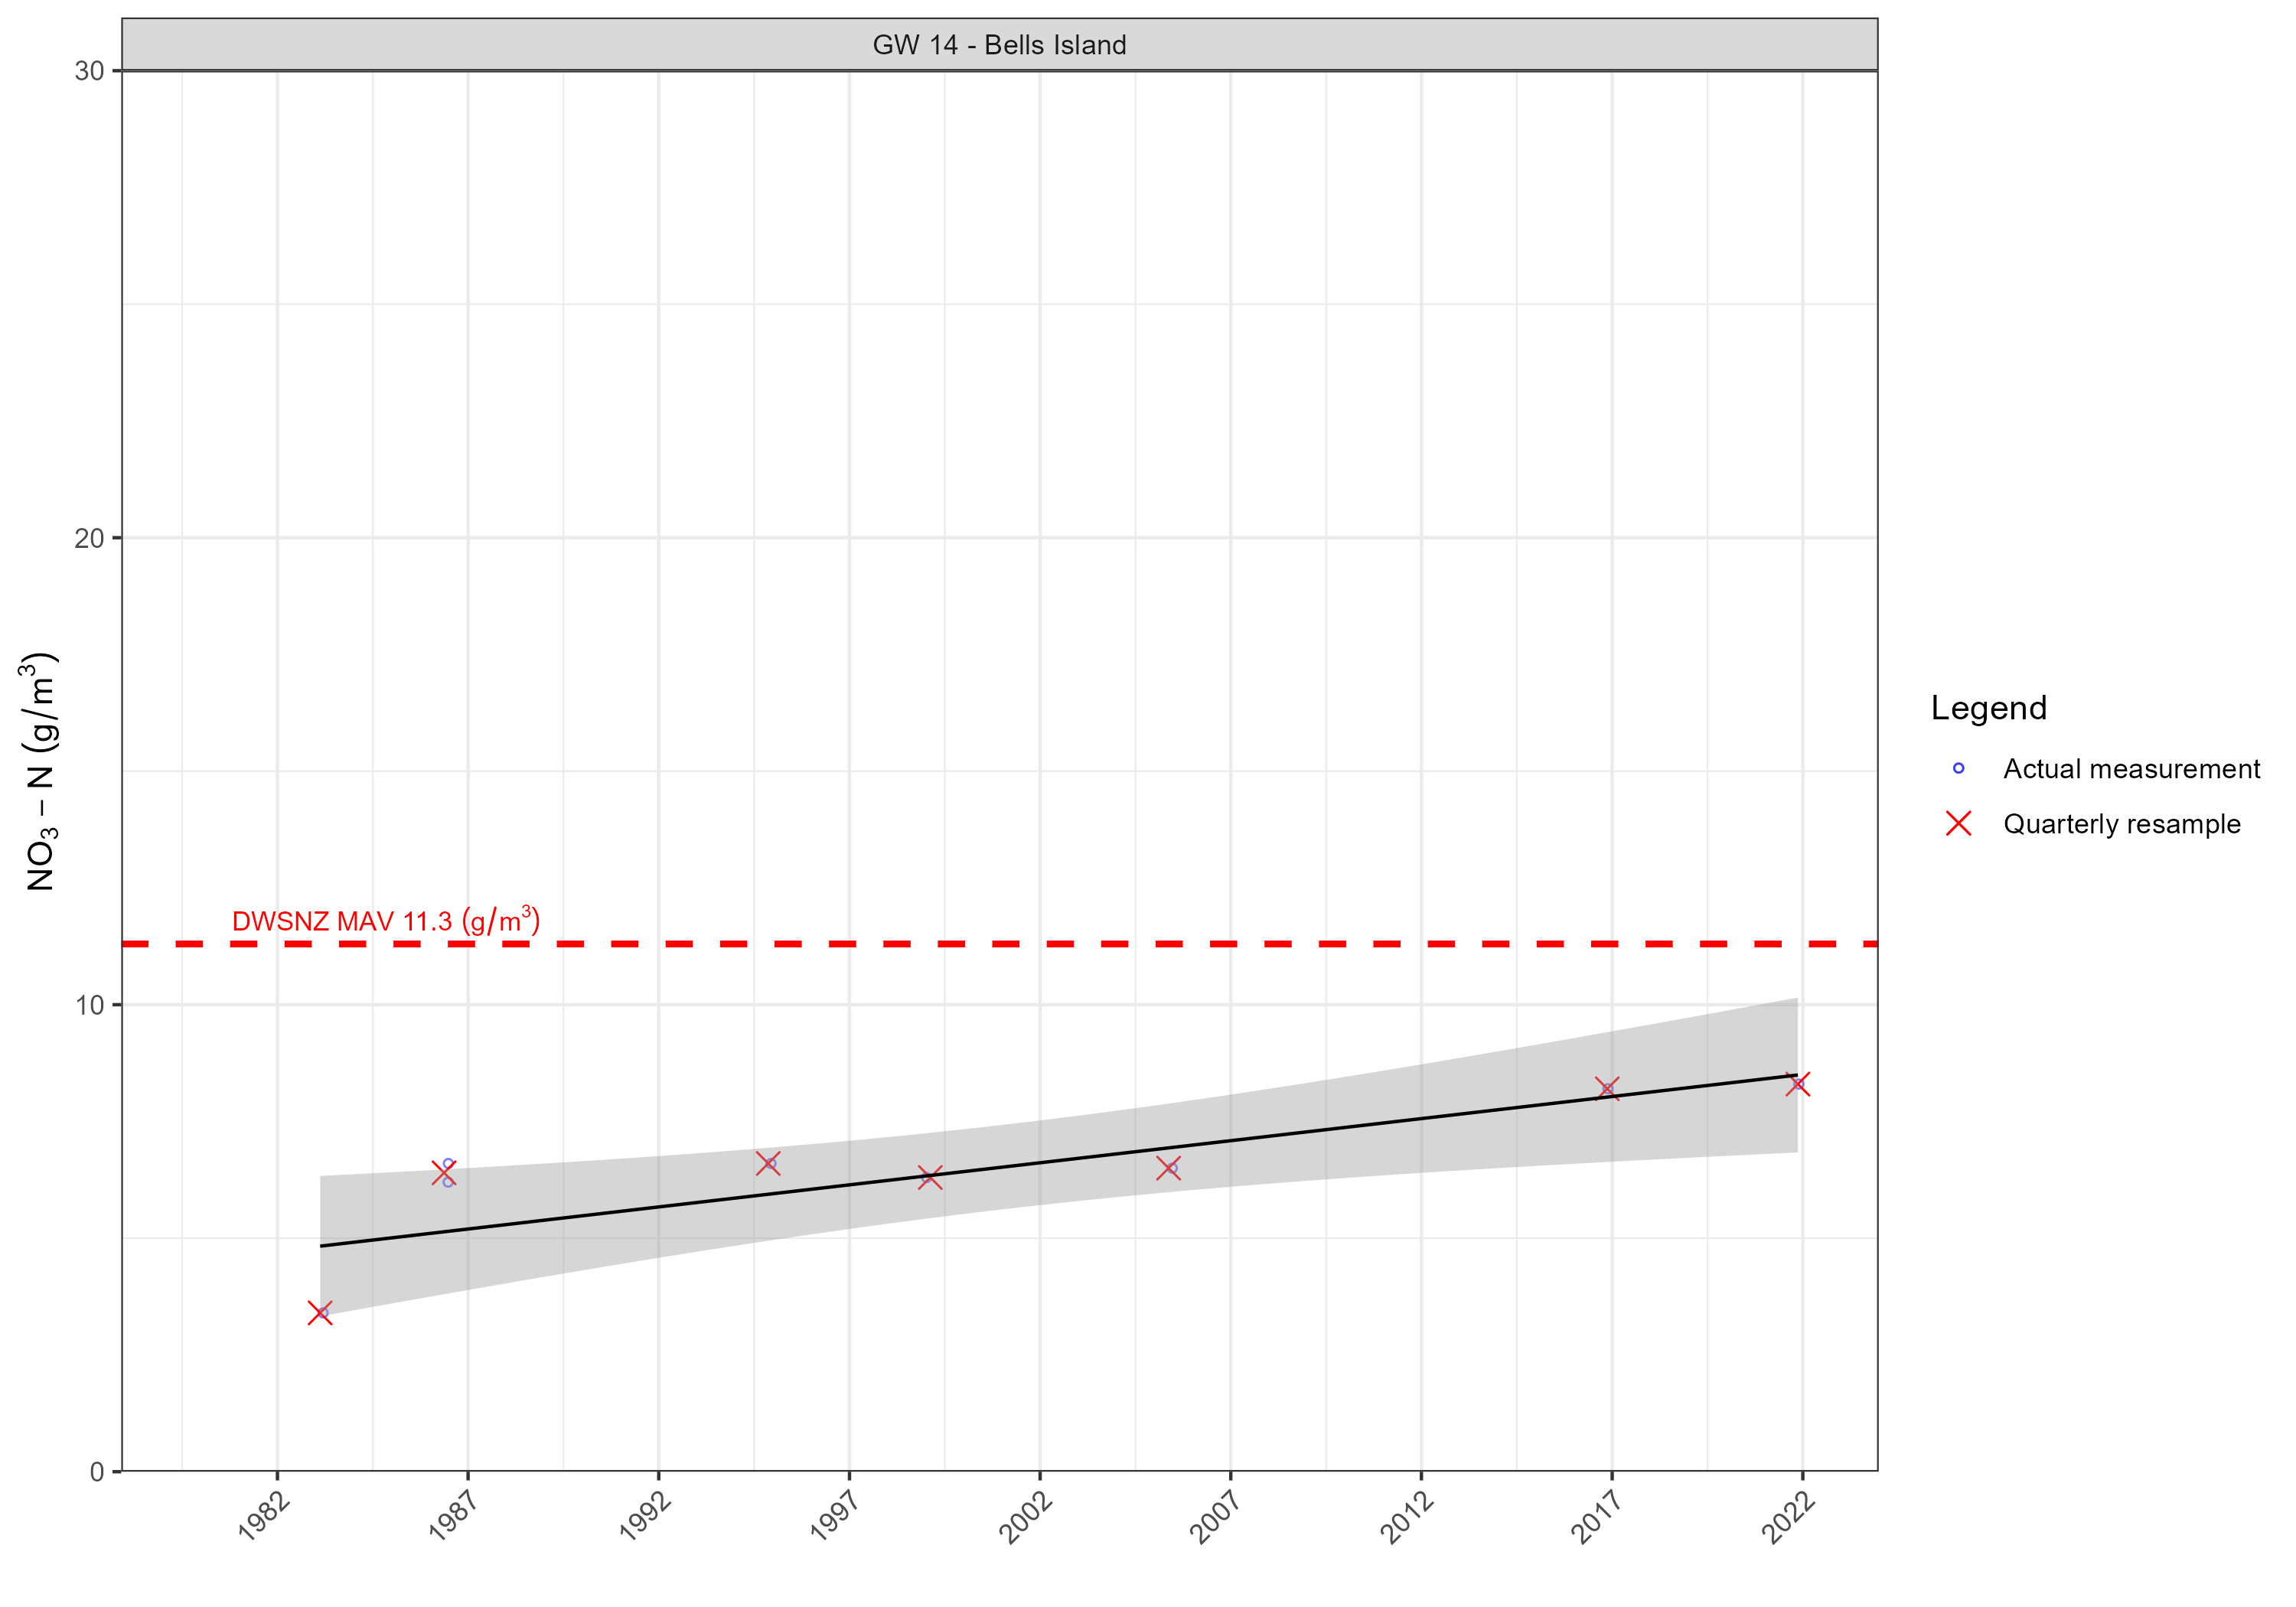 GW 14 - Bells Island
30
20
10
0
NO₃ – N (g/m³)
DWSNZ MAV 11.3 (g/m³)
1982
1987
1992
1997
2002
2007
2012
2017
2022
Legend
Actual measurement
Quarterly resample